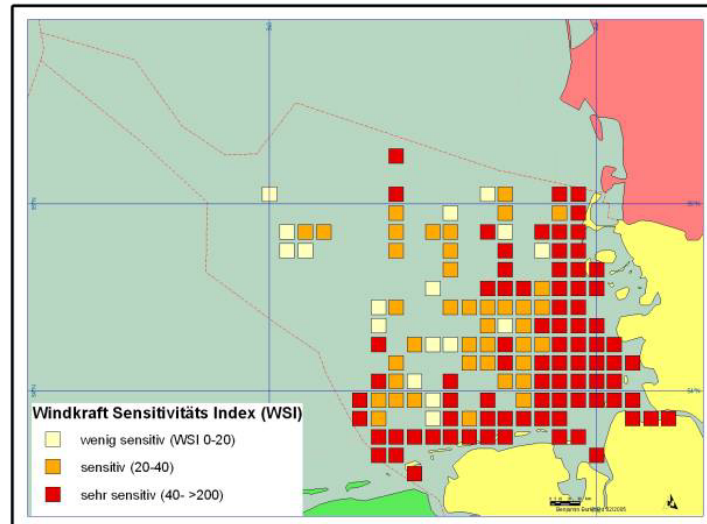 Windkraft Sensitivitäts Index (WSI)
wenig sensitiv (WSI 0-20)
sensitiv (20-40)
sehr sensitiv (40- >200)